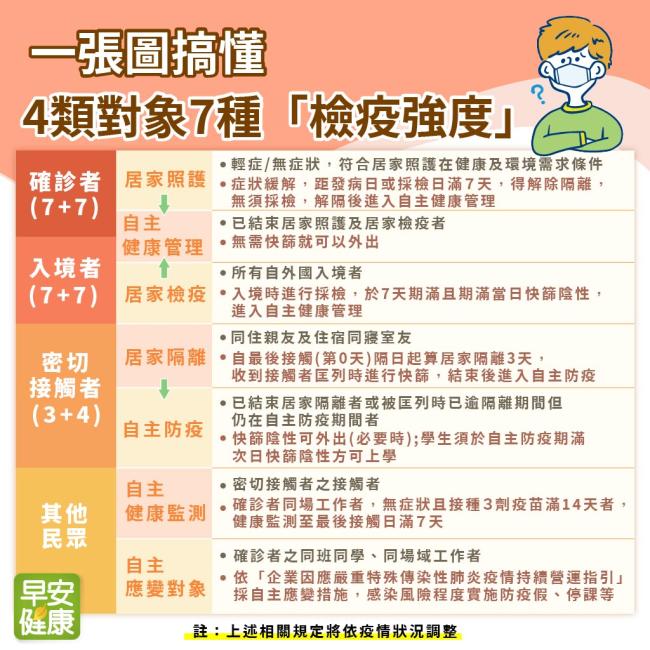 一張圖搞懂
4類對象7種「檢疫強度」
?
確診者
(7+7)
居家照護
•輕症/無症狀,符合居家照護在健康及環境需求條件
•症狀緩解,距發病日或採檢日滿7天,得解除隔離,
無須採檢,解隔後進入自主健康管理
自主
健康管理
•已結束居家照護及居家檢疫者
•無需快篩就可以外出
入境者
(7+7)
居家檢疫
•所有自外國入境者
•入境時進行採檢,於7天期滿且期滿當日快篩陰性,
進入自主健康管理
密切
接觸者
(3+4)
居家隔離
•同住親友及住宿同寢室友
•自最後接觸(第0天)隔日起算居家隔離3天,
收到接觸者匡列時進行快篩,結束後進入自主防疫
自主防疫
•已結束居家隔離者或被匡列時已逾隔離期間但
仍在自主防疫期間者
•快篩陰性可外出(必要時);學生須於自主防疫期滿
次日快篩陰性方可上學
其他
民眾
自主
健康監測
•密切接觸者之接觸者
•確診者同場工作者,無症狀且接種3劑疫苗滿14天者,
健康監測至最後接觸日滿7天
自主
應變對象
•確診者之同班同學、同場域工作者
•依「企業因應嚴重特殊傳染性肺炎疫情持續營運指引」
採自主應變措施,感染風險程度實施防疫假、停課等
早安
健康
註:上述相關規定將依疫情狀況調整